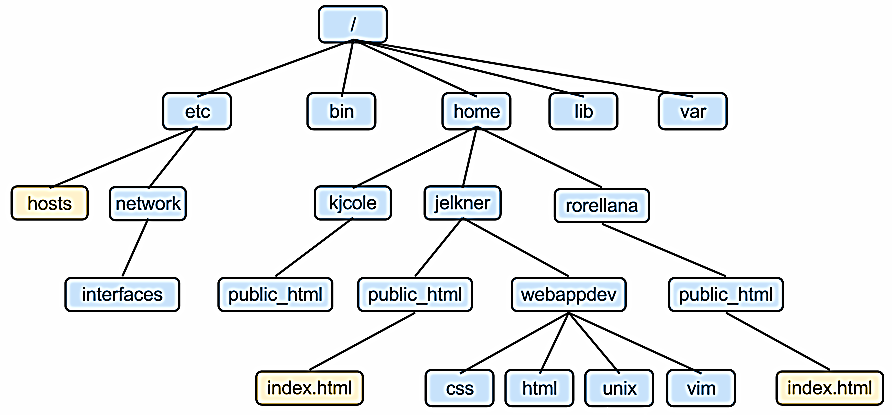 /
etc
bin
home
lib
var
hosts
network
kjcole
jelkner
rorellana
interfaces
public_html
public_html
webappdev
public_html
index.html
css
html
unix
vim
index.html